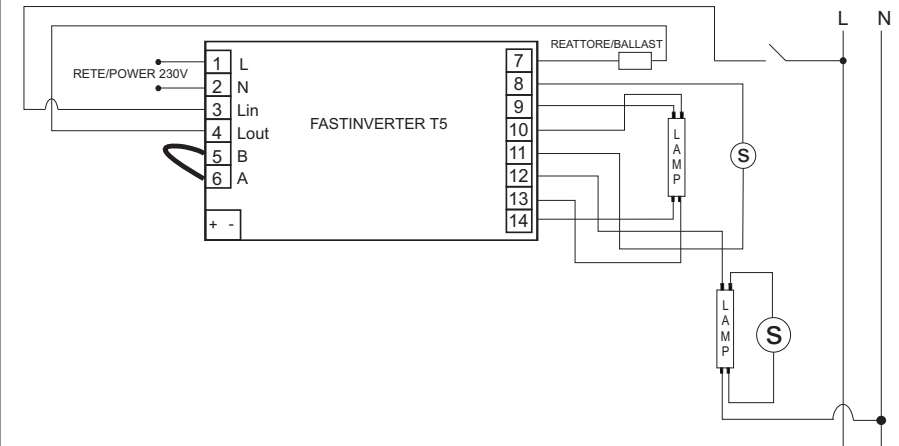 L N
REATTORE/BALLAST
RETE/POWER 230V
1 L
2 N
3 Lin
4 Lout
5 B
6 A
+ -
FASTINVERTER T5
7
8
9
10
11
12
13
14
LAMP
S
LAMP
S